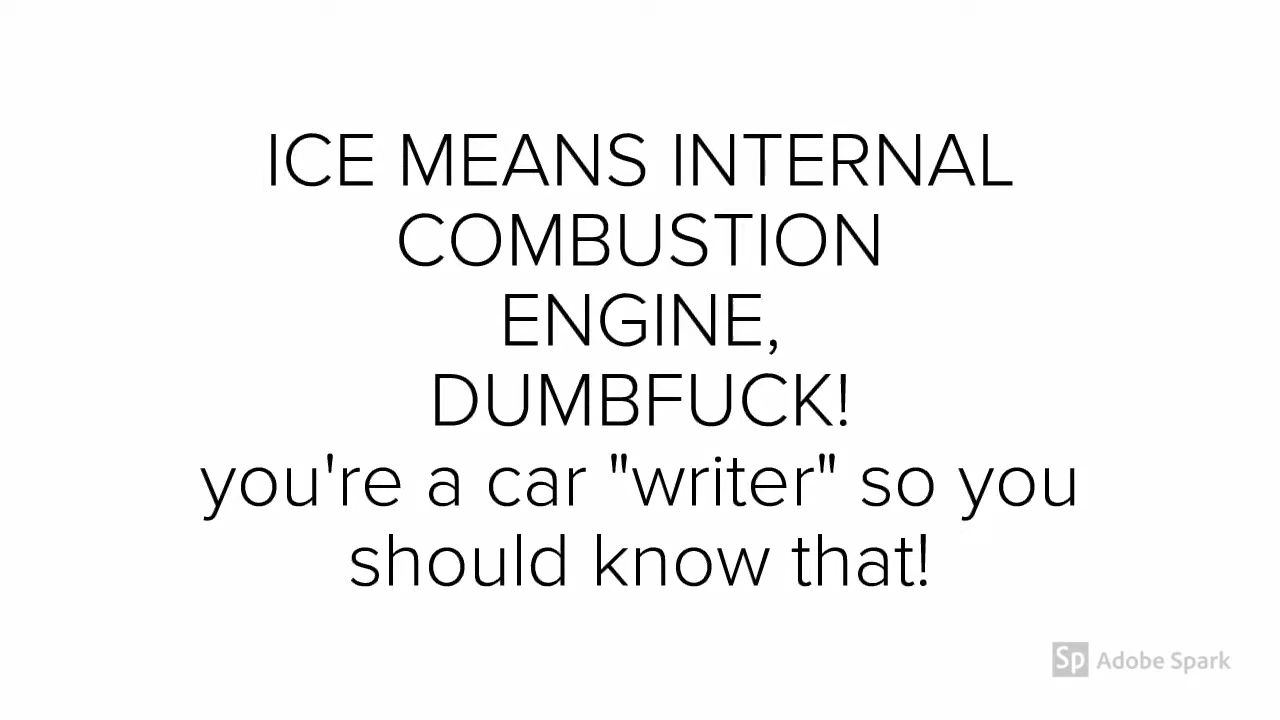 ICE MEANS INTERNAL
COMBUSTION
ENGINE,
DUMBFUCK!
you're a car "writer" so you
should know that!
Sp Adobe Spark